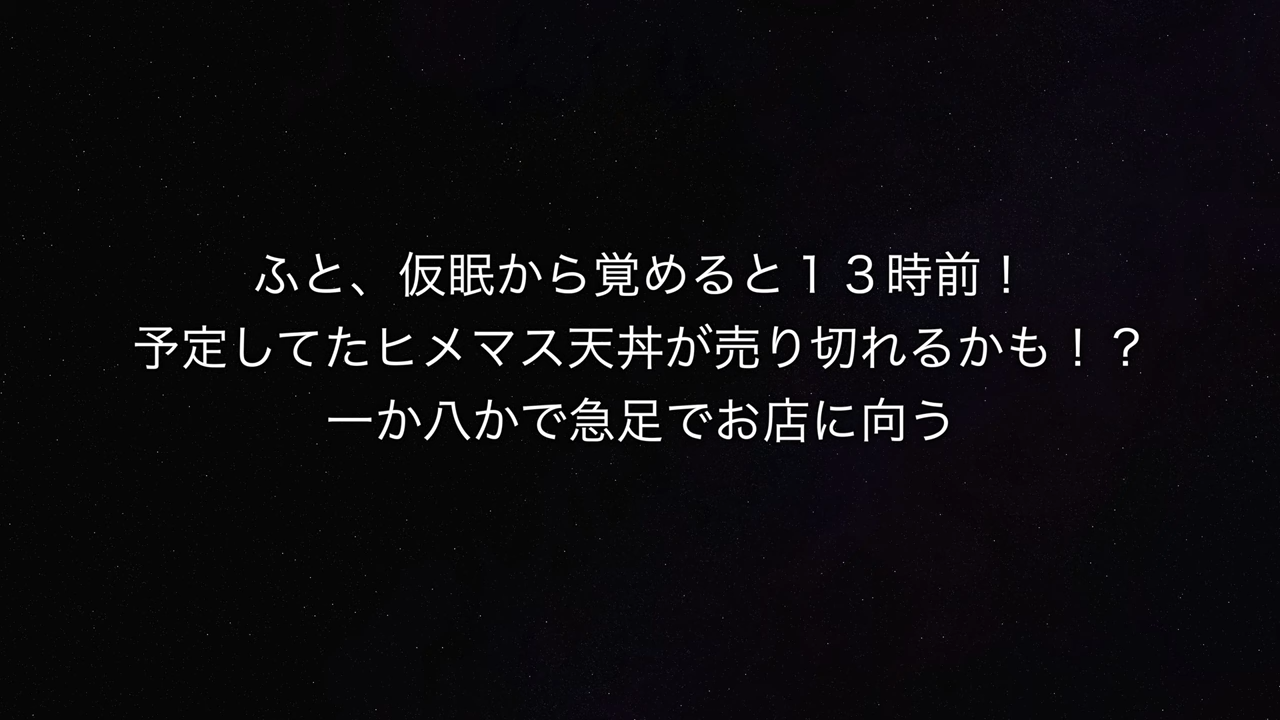 ふと、仮眠から覚めると１３時前！
予定してたヒメマス天丼が売り切れるかも！？
一か八かで急足でお店に向う